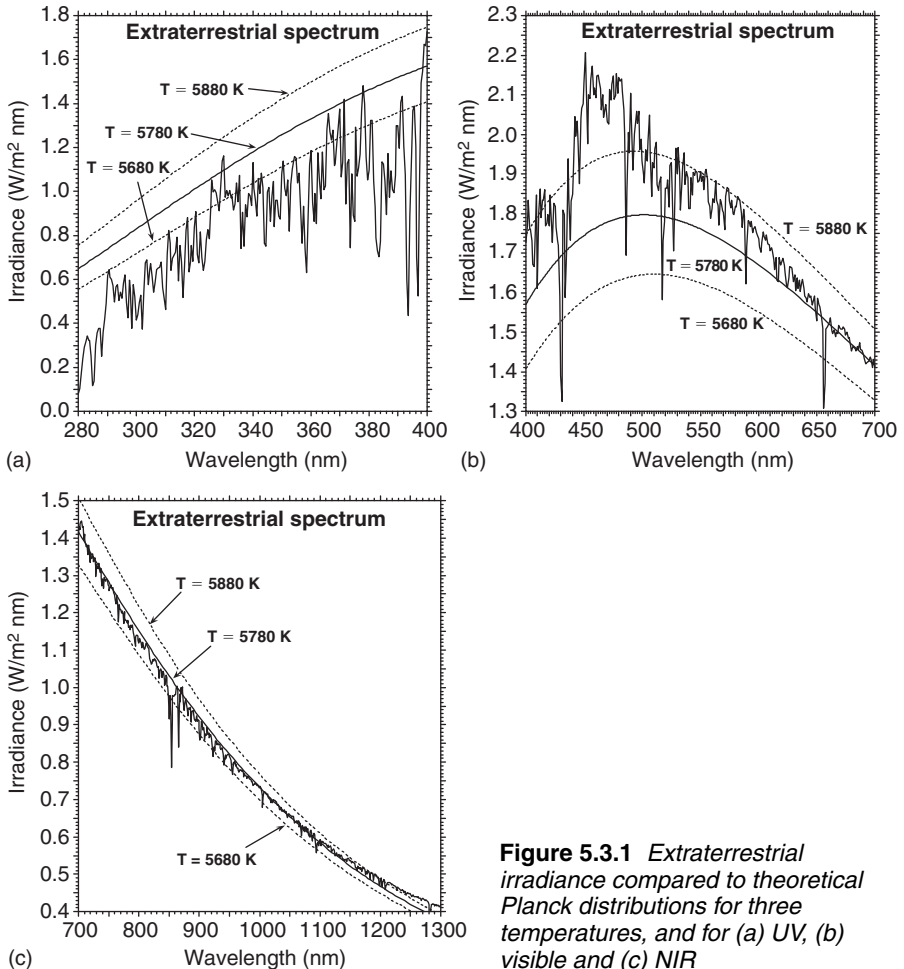 Extraterrestrial spectrum
1.8
1.6
1.4
1.2
1.0
0.8
0.6
0.4
0.2
0.0
Irradiance (W/m² nm)
T = 5880 K
T = 5780 K
T = 5680 K
280 300 320 340 360 380 400
(a) Wavelength (nm)
Extraterrestrial spectrum
2.3
2.2
2.1
2.0
1.9
1.8
1.7
1.6
1.5
1.4
1.3
Irradiance (W/m² nm)
T = 5880 K
T = 5780 K
T = 5680 K
400 450 500 550 600 650 700
(b) Wavelength (nm)
Extraterrestrial spectrum
1.5
1.4
1.3
1.2
1.1
1.0
0.9
0.8
0.7
0.6
0.5
0.4
Irradiance (W/m² nm)
T = 5880 K
T = 5780 K
T = 5680 K
700 800 900 1000 1100 1200 1300
(c) Wavelength (nm)
Figure 5.3.1 Extraterrestrial
irradiance compared to theoretical
Planck distributions for three
temperatures, and for (a) UV, (b)
visible and (c) NIR